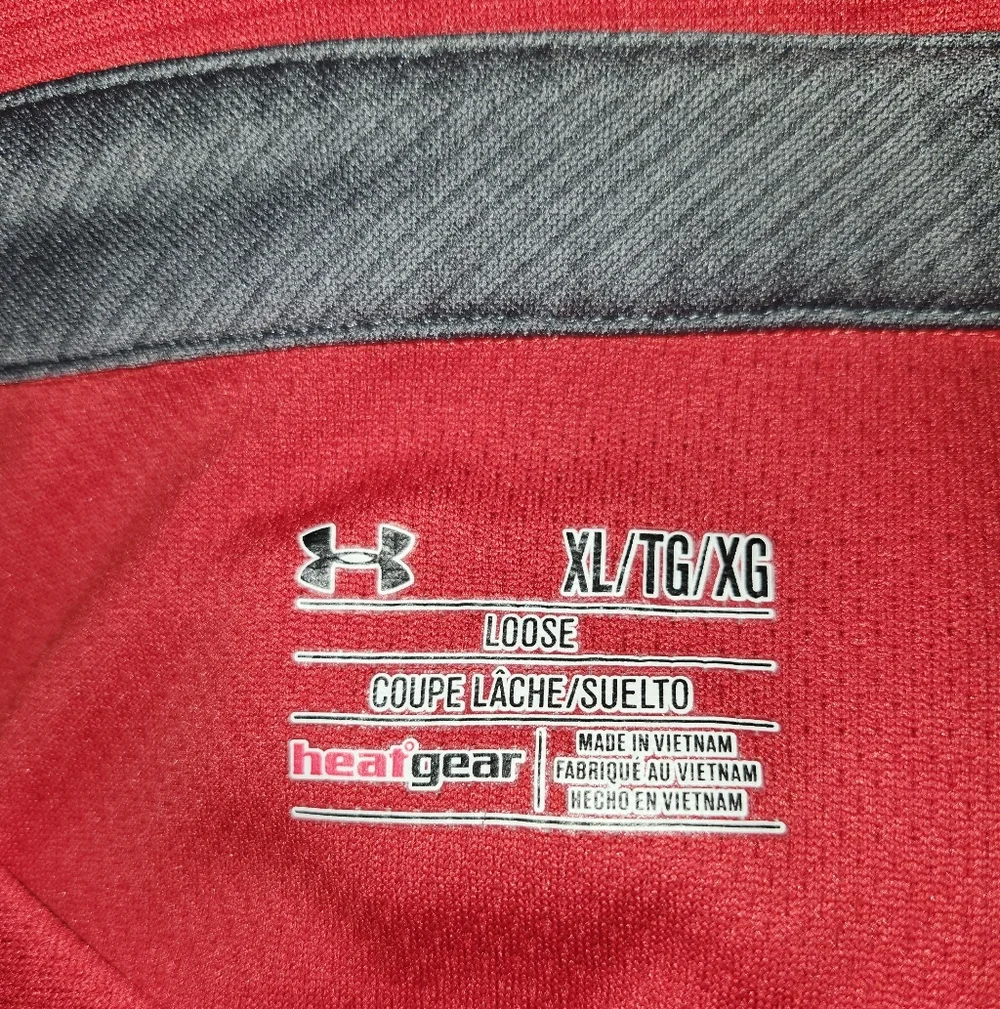 XL/TG/XG
LOOSE
COUPE LÂCHE/SUELTO
heatgear
MADE IN VIETNAM
FABRIQUÉ AU VIETNAM
HECHO EN VIETNAM